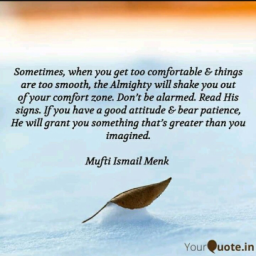 Sometimes, when you get too comfortable & things
are too smooth, the Almighty will shake you out
of your comfort zone. Don't be alarmed. Read His
signs. If you have a good attitude & bear patience,
He will grant you something that's greater than you
imagined.
Mufti Ismail Menk
YourQuote.in